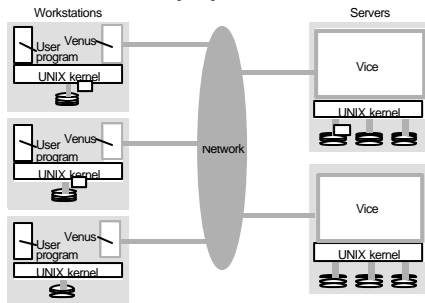 Workstations
Servers
User program
Venus
UNIX kernel
Vice
UNIX kernel
User program
Venus
UNIX kernel
Network
Vice
UNIX kernel
User program
Venus
UNIX kernel